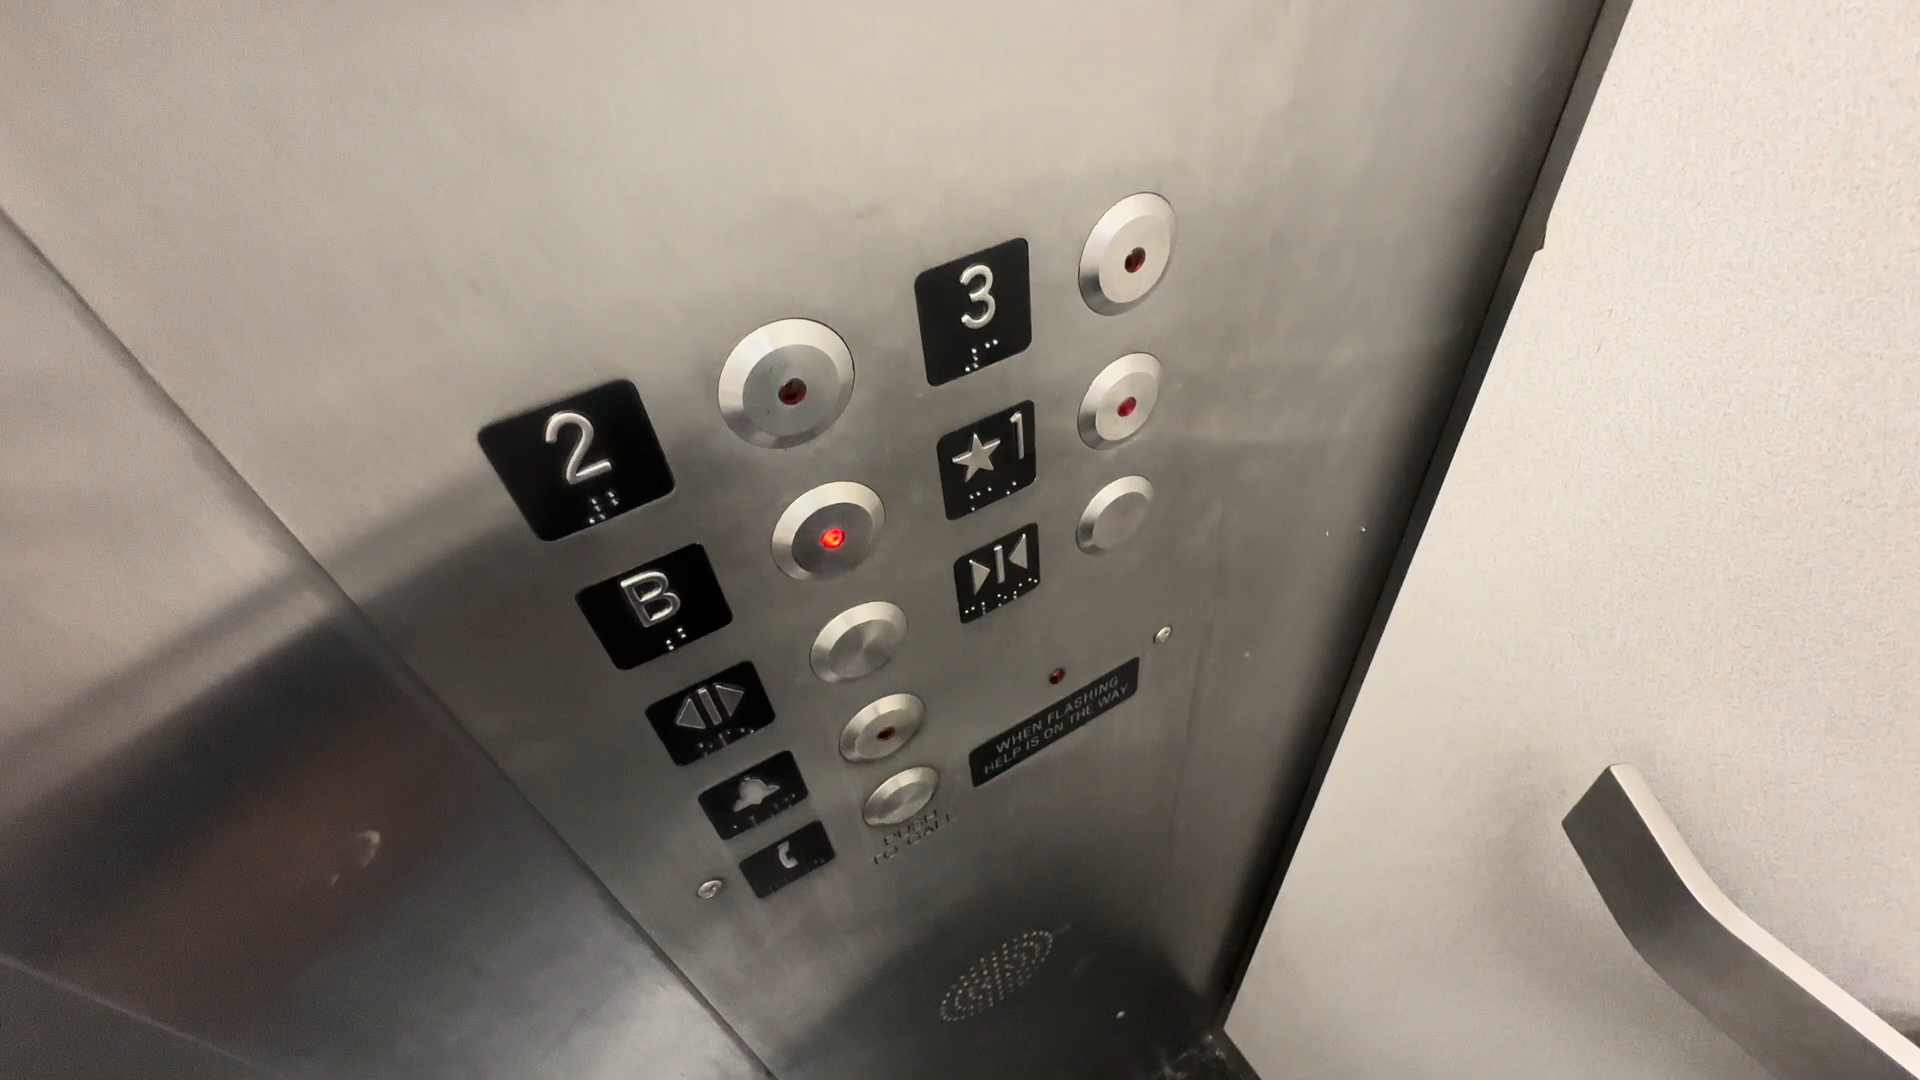 3
2
★1
B
WHEN FLASHING
HELP IS ON THE WAY
PUSH
TO CALL